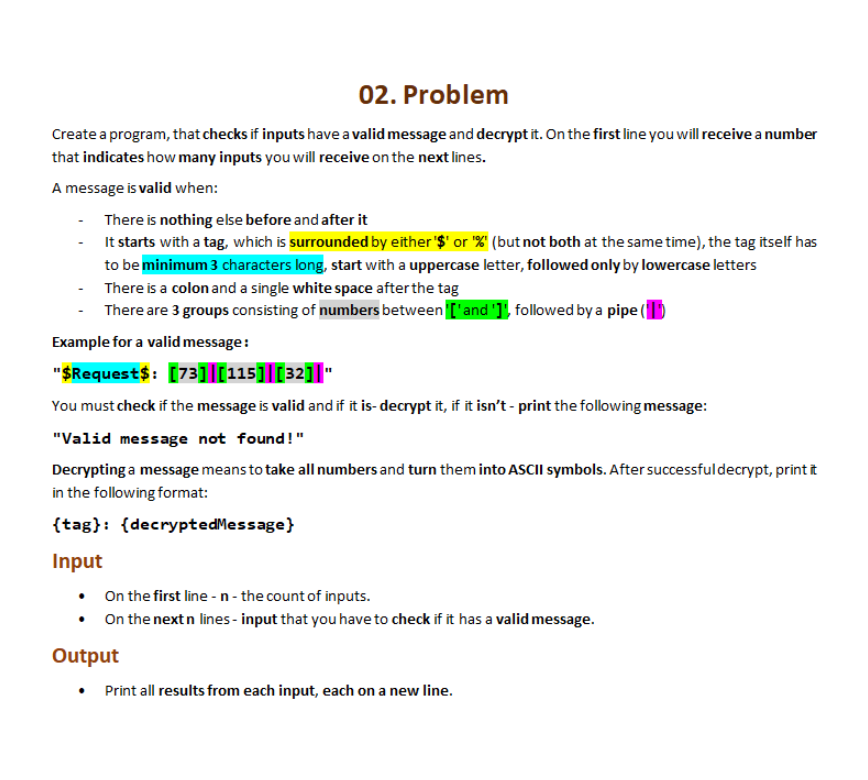 02. Problem
Create a program, that checks if inputs have a valid message and decrypt it. On the first line you will receive a number
that indicates how many inputs you will receive on the next lines.
A message is valid when:
- There is nothing else before and after it
- It starts with a tag, which is surrounded by either '$' or '%' (but not both at the same time), the tag itself has
to be minimum 3 characters long, start with a uppercase letter, followed only by lowercase letters
- There is a colon and a single white space after the tag
- There are 3 groups consisting of numbers between '[' and ']', followed by a pipe ('|')
Example for a valid message:
"$Request$: [73]|[115]|[32]|"
You must check if the message is valid and if it is- decrypt it, if it isn't - print the following message:
"Valid message not found!"
Decrypting a message means to take all numbers and turn them into ASCII symbols. After successful decrypt, print it
in the following format:
{tag}: {decryptedMessage}
Input
• On the first line - n - the count of inputs.
• On the next n lines - input that you have to check if it has a valid message.
Output
• Print all results from each input, each on a new line.